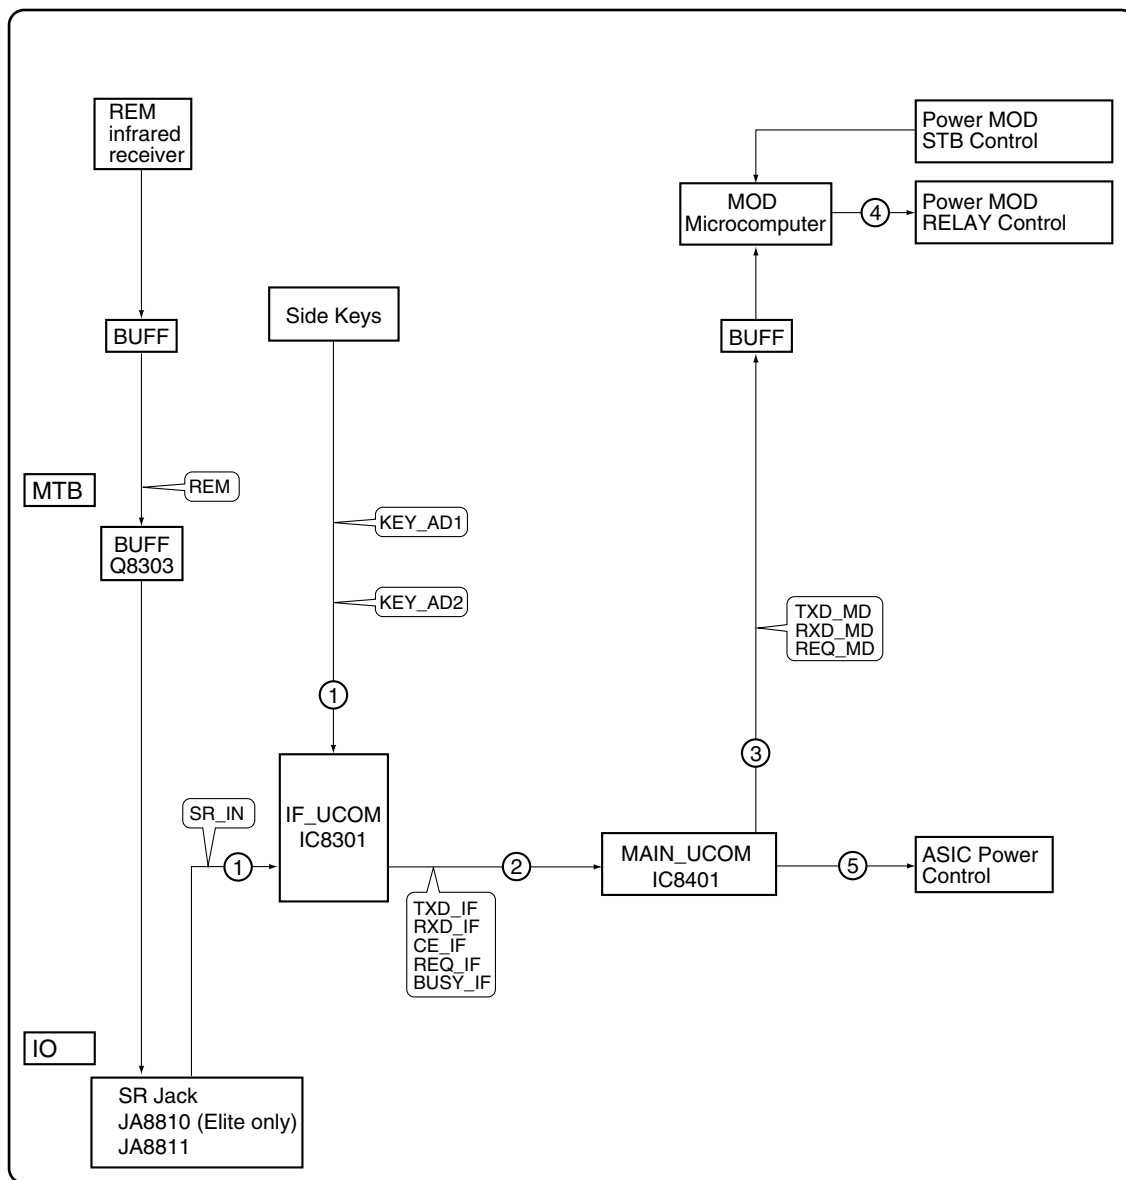 REM
infrared
receiver
Power MOD
STB Control
MOD
Microcomputer
4
Power MOD
RELAY Control
Side Keys
BUFF
BUFF
MTB
REM
BUFF
Q8303
KEY_AD1
KEY_AD2
TXD_MD
RXD_MD
REQ_MD
1
3
SR_IN
1
IF_UCOM
IC8301
2
MAIN_UCOM
IC8401
5
ASIC Power
Control
TXD_IF
RXD_IF
CE_IF
REQ_IF
BUSY_IF
IO
SR Jack
JA8810 (Elite only)
JA8811